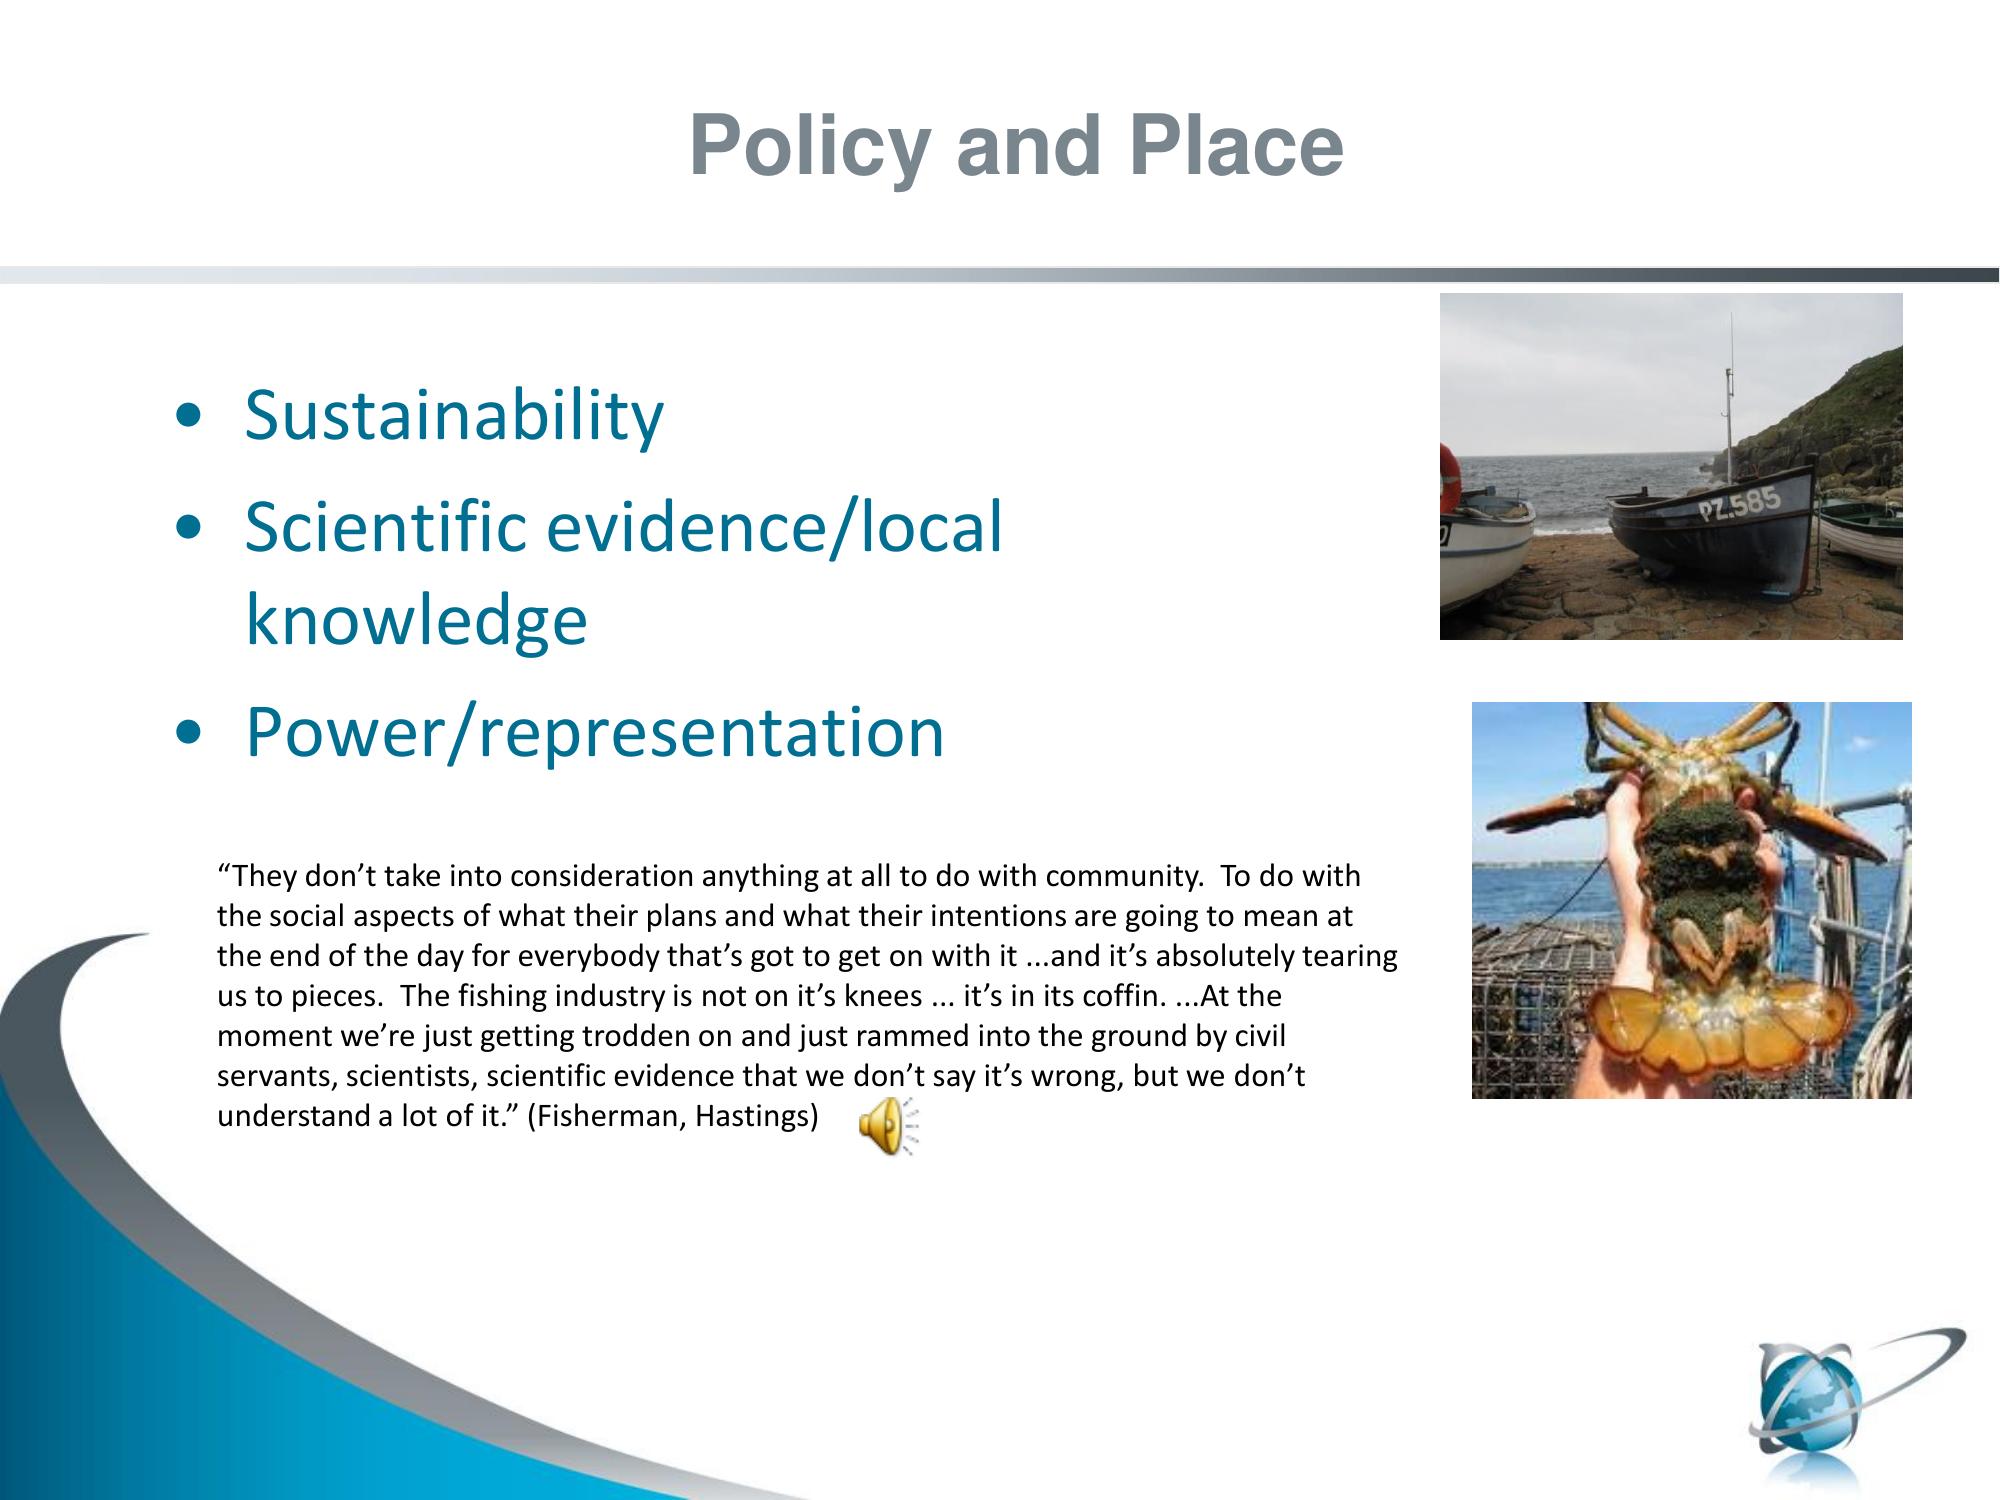 Policy and Place
• Sustainability
• Scientific evidence/local
knowledge
• Power/representation
PZ.585
“They don’t take into consideration anything at all to do with community.  To do with
the social aspects of what their plans and what their intentions are going to mean at
the end of the day for everybody that’s got to get on with it ...and it’s absolutely tearing
us to pieces.  The fishing industry is not on it’s knees ... it’s in its coffin. ...At the
moment we’re just getting trodden on and just rammed into the ground by civil
servants, scientists, scientific evidence that we don’t say it’s wrong, but we don’t
understand a lot of it.” (Fisherman, Hastings)